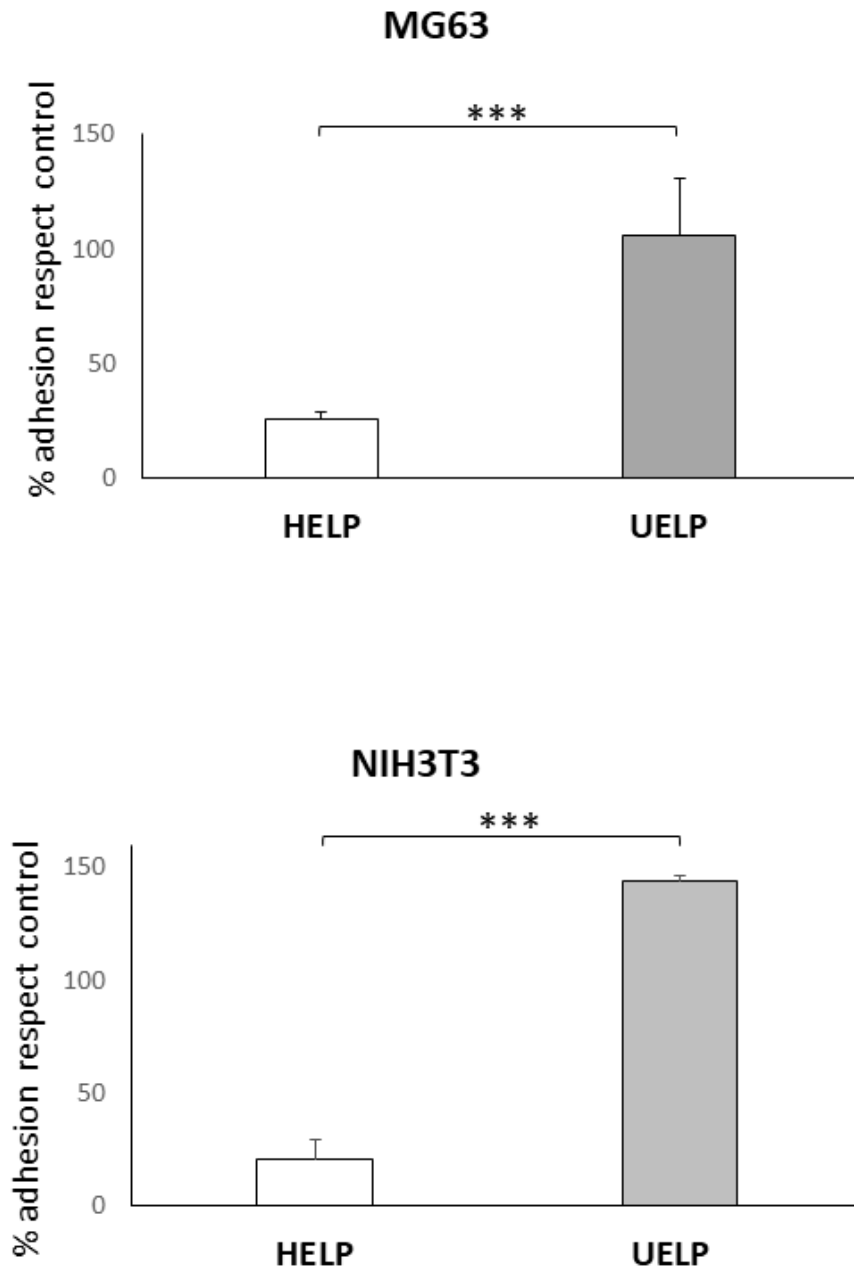 MG63
% adhesion respect control
***
150
100
50
0
HELP UELP
NIH3T3
% adhesion respect control
***
150
100
50
0
HELP UELP